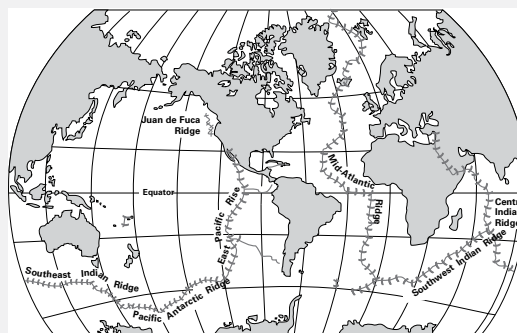 Juan de Fuca
Ridge
Mid-Atlantic
Ridge
Equator
East Pacific Rise
Centr
India
Ridge
Southeast Indian Ridge
Pacific Antarctic Ridge
Southwest Indian Ridge